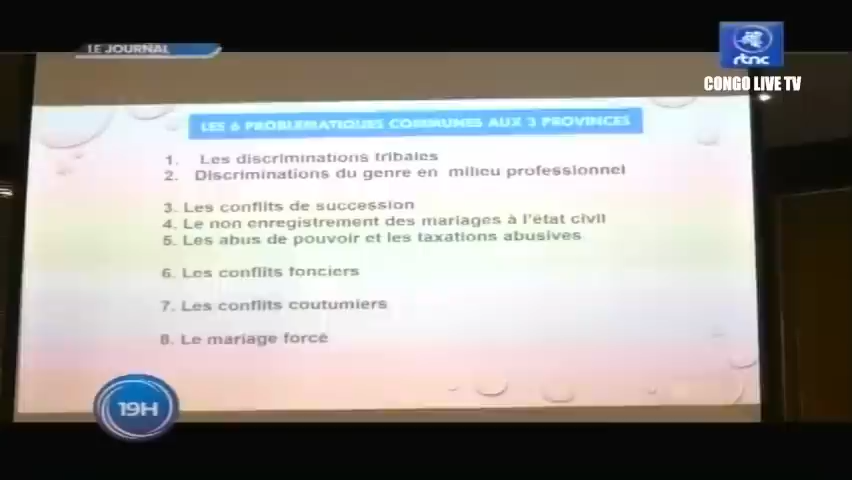 LE JOURNAL
rtnc
CONGO LIVE TV
LES 6 PROBLEMATIQUES COMMUNES AUX 3 PROVINCES
1. Les discriminations tribales
2. Discriminations du genre en milieu professionnel
3. Les conflits de succession
4. Le non enregistrement des mariages à l'état civil
5. Les abus de pouvoir et les taxations abusives
6. Les conflits fonciers
7. Les conflits coutumiers
8. Le mariage forcé
19H